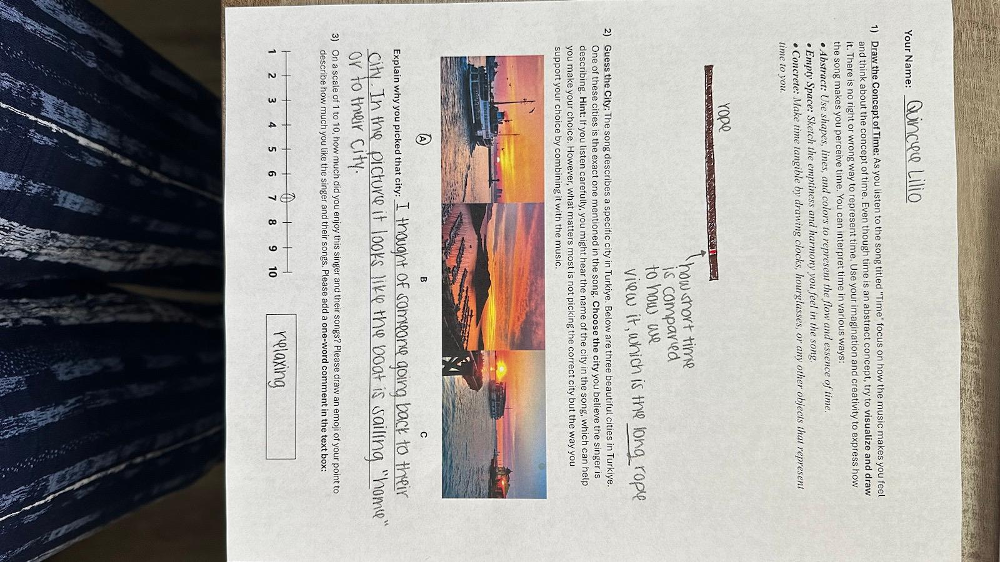 Your Name: Quincee Lillio
1) Draw the Concept of Time: As you listen to the song titled "Time" focus on how the music makes you feel
and think about the concept of time. Even though time is an abstract concept, try to visualize and draw
it. There is no right or wrong way to represent time. Use your imagination and creativity to express how
the song makes you perceive time. You can interpret time in various ways:
• Abstract: Use shapes, lines, and colors to represent the flow and essence of time.
• Empty Space: Sketch the emptiness and harmony you feel in the song.
• Concrete: Make time tangible by drawing clocks, hourglasses, or any other objects that represent
time to you.
rope
how short time
is compared
to how we
view it, which is the long rope
2) Guess the City: The song describes a specific city in Turkiye. Below are three beautiful cities in Turkiye.
One of these cities is the exact one mentioned in the song. Choose the city you believe the singer is
describing. Hint: If you listen carefully, you might hear the name of the city in the song, which can help
you make your choice. However, what matters most is not picking the correct city but the way you
support your choice by combining it with the music.
A B C
Explain why you picked that city: I thought of someone going back to their
city. In the picture it looks like the boat is sailing "home"
or to their city.
3) On a scale of 1 to 10, how much did you enjoy this singer and their songs? Please draw an emoji of your point to
describe how much you like the singer and their songs. Please add a one-word comment in the text box:
1 2 3 4 5 6 7 8 9 10
relaxing